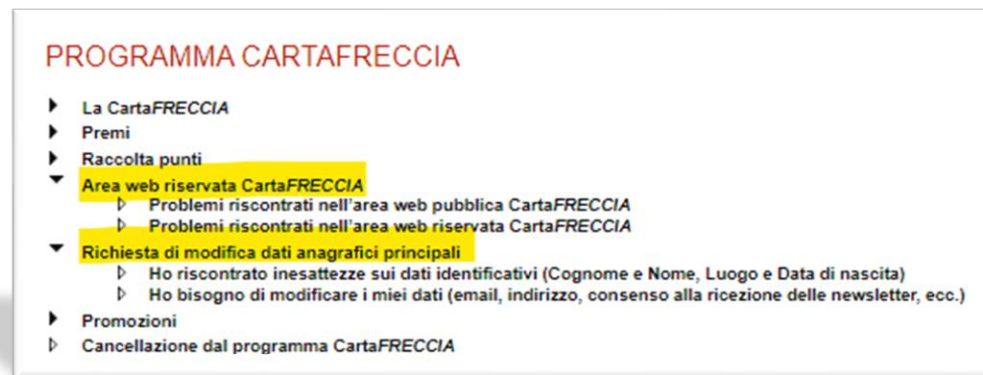 PROGRAMMA CARTAFRECCIA
La CartaFRECCIA
Premi
Raccolta punti
Area web riservata CartaFRECCIA
Problemi riscontrati nell'area web pubblica CartaFRECCIA
Problemi riscontrati nell'area web riservata CartaFRECCIA
Richiesta di modifica dati anagrafici principali
Ho riscontrato inesattezze sui dati identificativi (Cognome e Nome, Luogo e Data di nascita)
Ho bisogno di modificare i miei dati (email, indirizzo, consenso alla ricezione delle newsletter, ecc.)
Promozioni
Cancellazione dal programma CartaFRECCIA